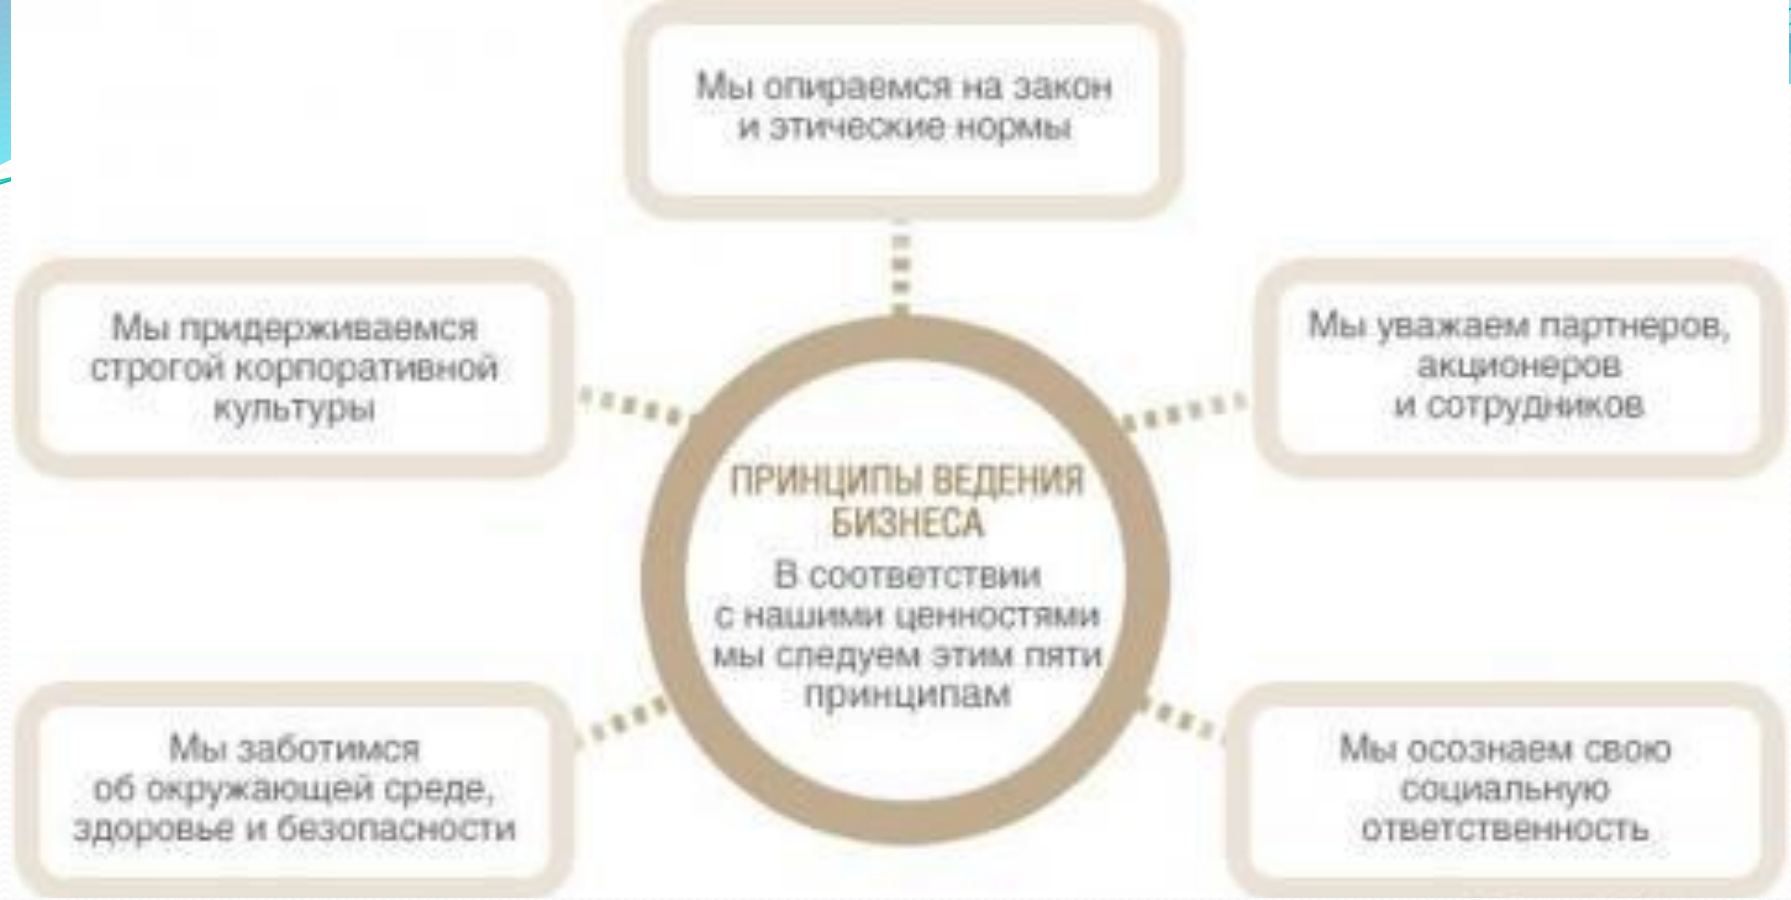 Мы опираемся на закон
и этические нормы
Мы придерживаемся
строгой корпоративной
культуры
Мы уважаем партнеров,
акционеров
и сотрудников
ПРИНЦИПЫ ВЕДЕНИЯ
БИЗНЕСА
В соответствии
с нашими ценностями
мы следуем этим пяти
принципам
Мы заботимся
об окружающей среде,
здоровье и безопасности
Мы осознаем свою
социальную
ответственность